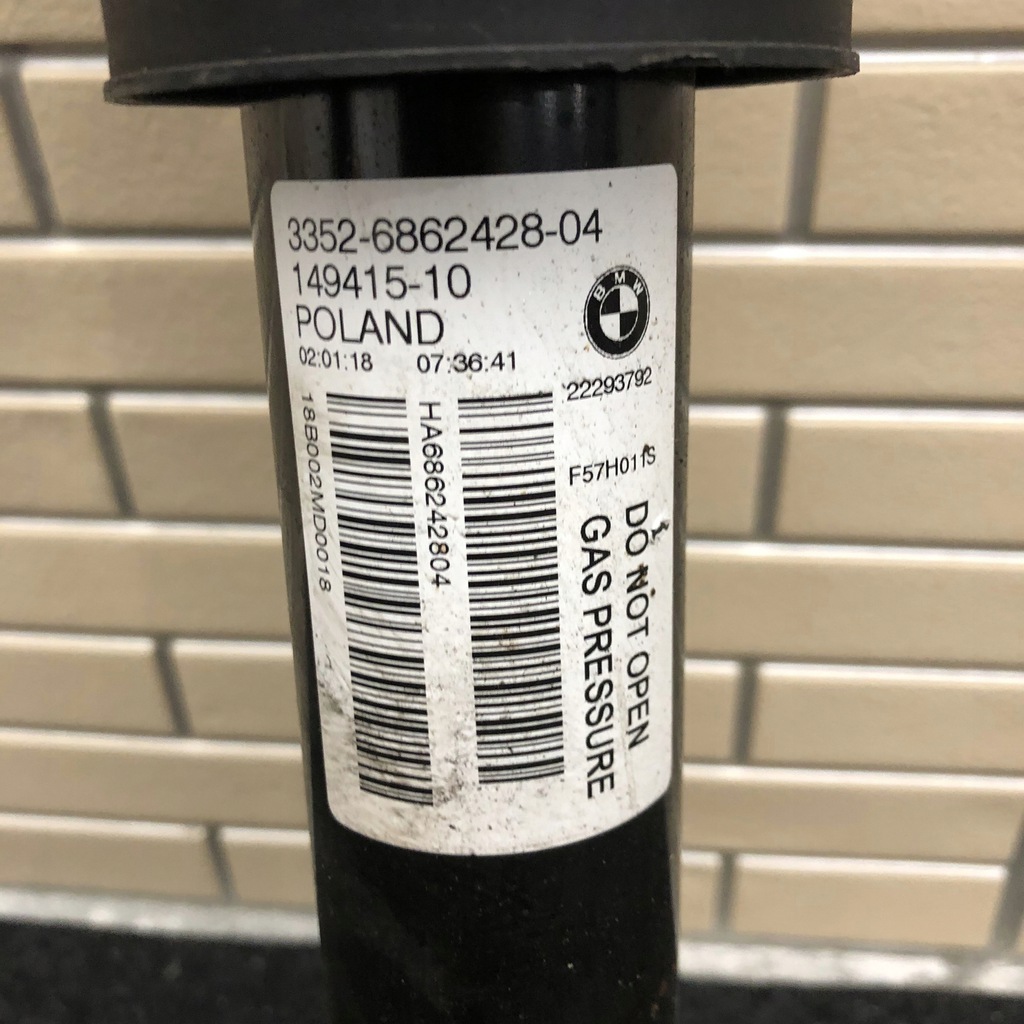 3352-6862428-04
149415-10
POLAND
02:01:18 07:36:41
BMW
22293792
18B002MD0018
HA686242804
F57H011S
DO NOT OPEN
GAS PRESSURE